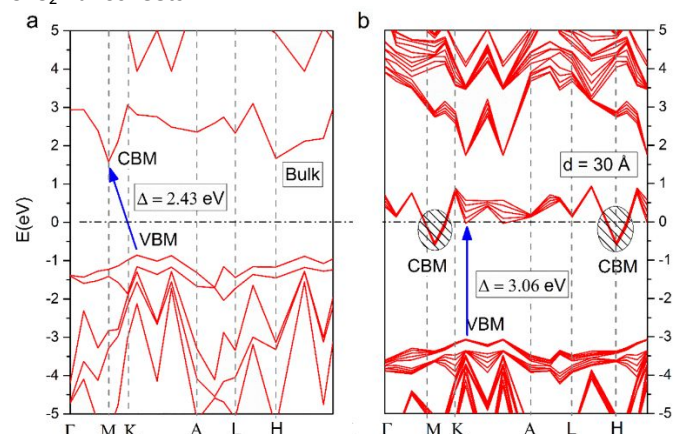 a
b
5
4
3
2
1
0
-1
-2
-3
-4
-5
E(eV)
CBM
Bulk
Δ = 2.43 eV
VBM
Γ M K A L H
5
4
3
2
1
0
-1
-2
-3
-4
-5
d = 30 Å
CBM
CBM
Δ = 3.06 eV
VBM
Γ M K A L H